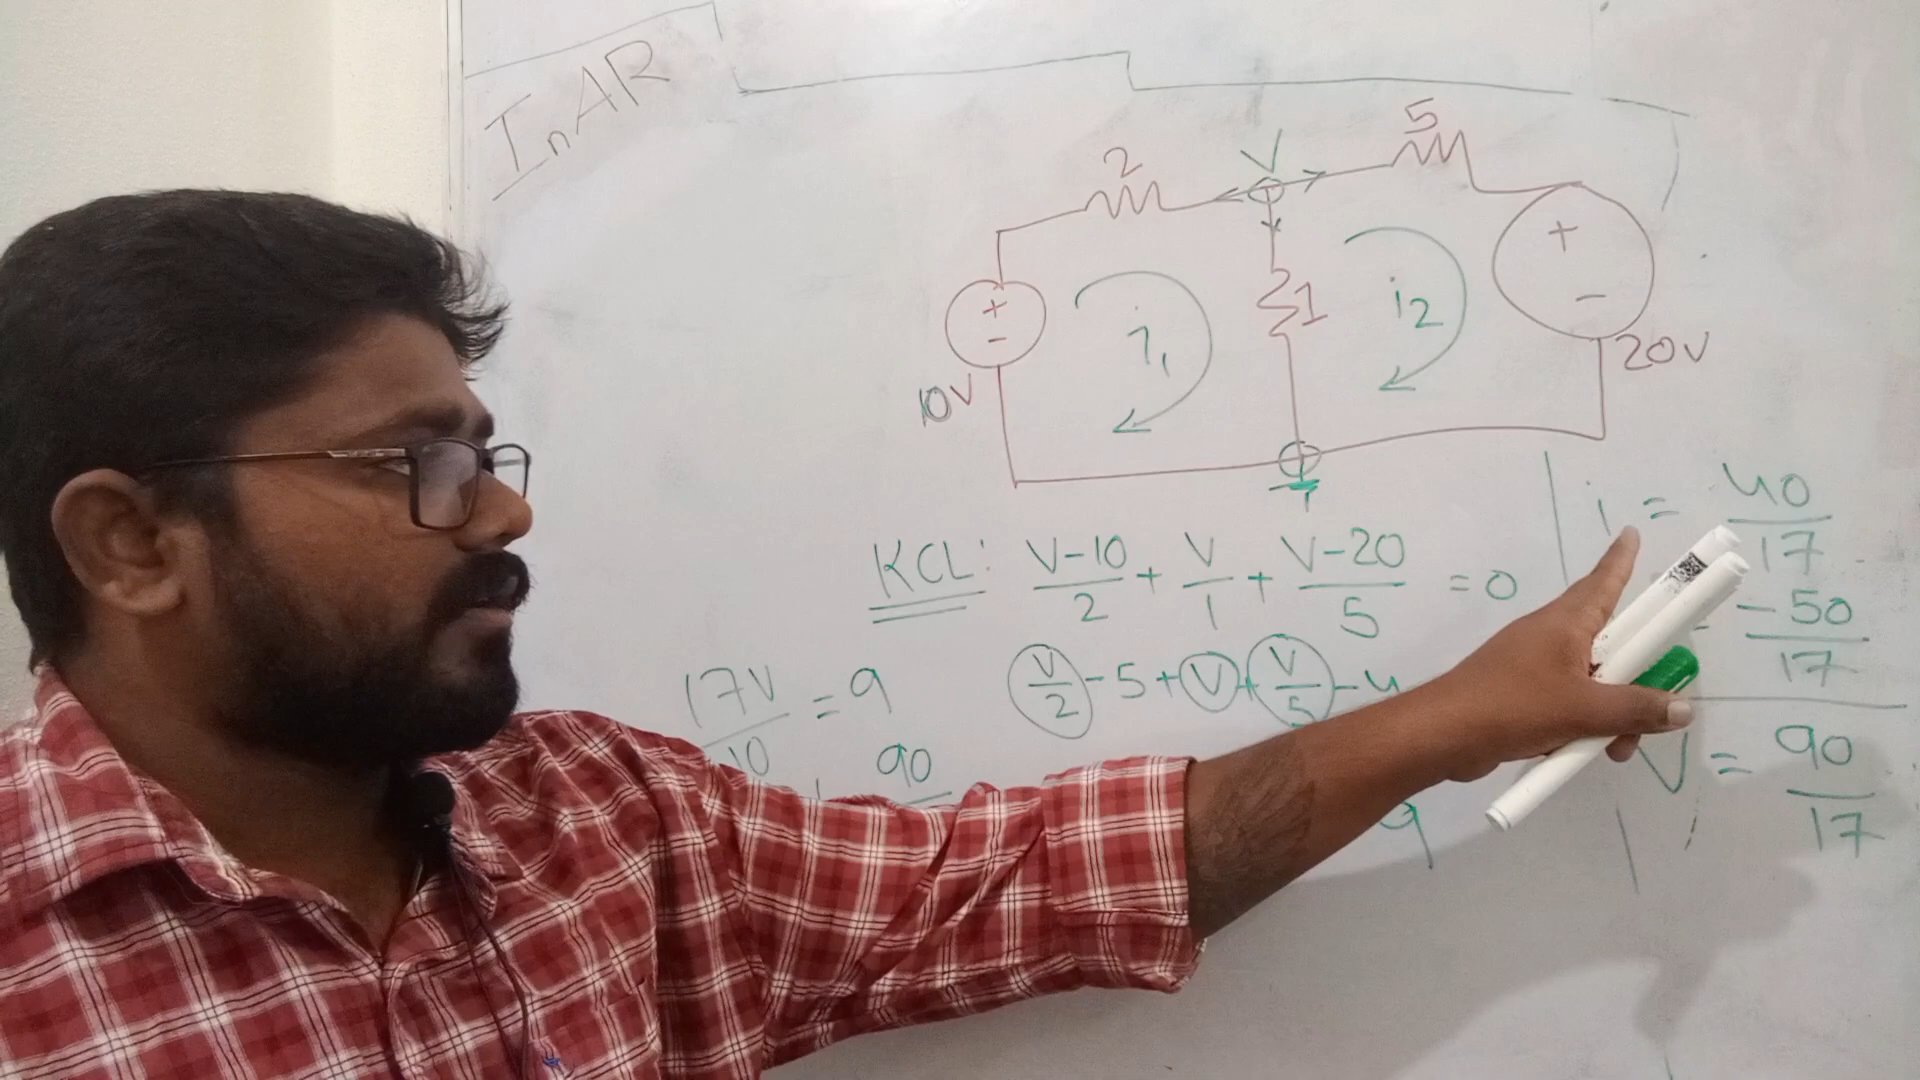 InAR
2
V
5
+
-
10V
i1
1
i2
+
-
20V
KCL: V-10/2 + V/1 + V-20/5 = 0
V/2 - 5 + V + V/5 - 4
17V/10 = 9
90
9
i = 40/17
= -50/17
V = 90/17